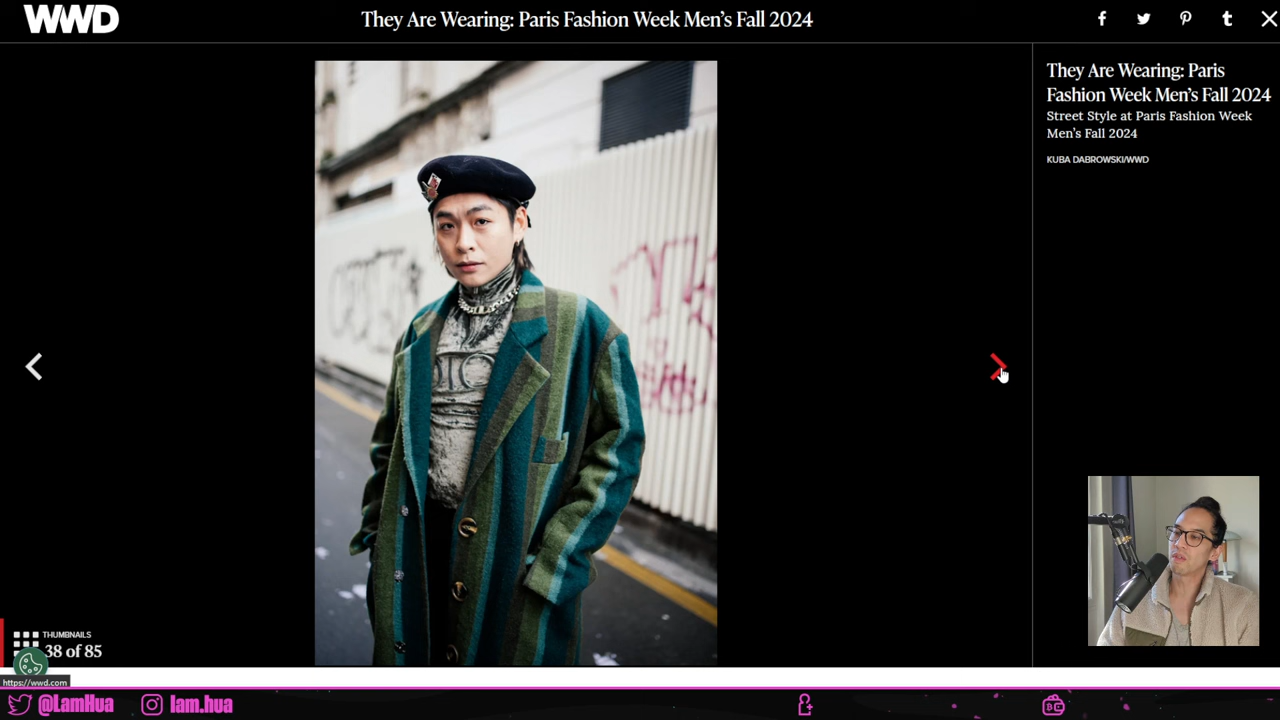 WWD
They Are Wearing: Paris Fashion Week Men's Fall 2024
They Are Wearing: Paris
Fashion Week Men's Fall 2024
Street Style at Paris Fashion Week
Men's Fall 2024
KUBA DABROWSKI/WWD
DIO
THUMBNAILS
38 of 85
https://wwd.com
@LamHua
lam.hua